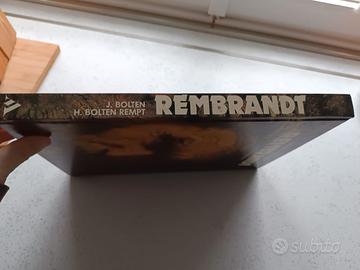 J. BOLTEN
H. BOLTEN REMPT
REMBRANDT
subito